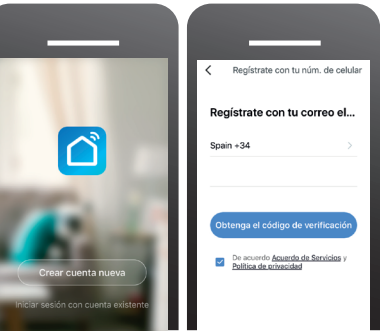 Crear cuenta nueva
Iniciar sesión con cuenta existente
Regístrate con tu núm. de celular
Regístrate con tu correo el...
Spain +34
Obtenga el código de verificación
De acuerdo Acuerdo de Servicios y
Política de privacidad